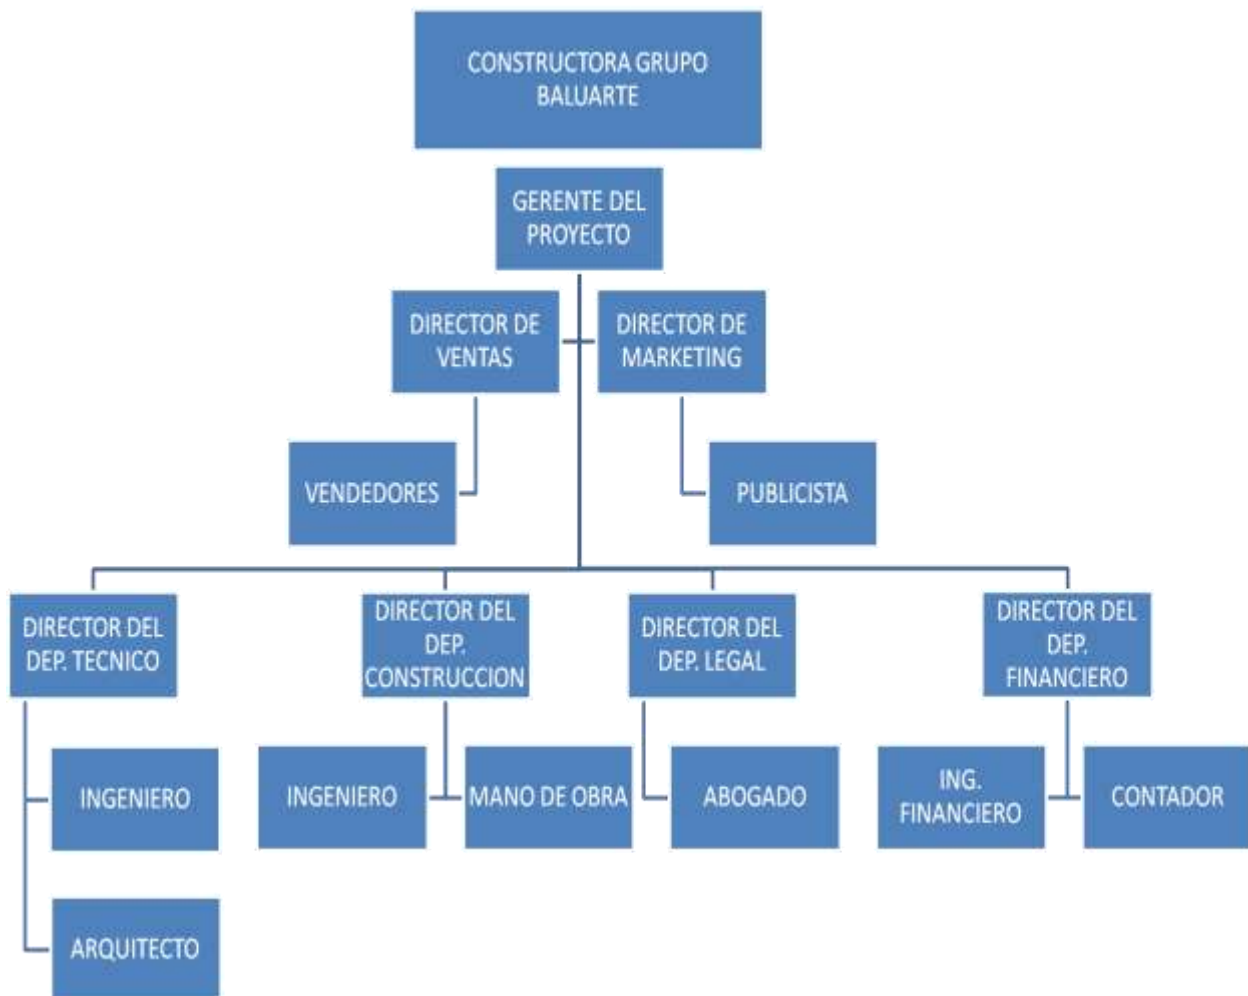 CONSTRUCTORA GRUPO
BALUARTE
GERENTE DEL
PROYECTO
DIRECTOR DE
VENTAS
DIRECTOR DE
MARKETING
VENDEDORES
PUBLICISTA
DIRECTOR DEL
DEP. TECNICO
DIRECTOR DEL
DEP.
CONSTRUCCION
DIRECTOR DEL
DEP. LEGAL
DIRECTOR DEL
DEP.
FINANCIERO
INGENIERO
INGENIERO
MANO DE OBRA
ABOGADO
ING.
FINANCIERO
CONTADOR
ARQUITECTO